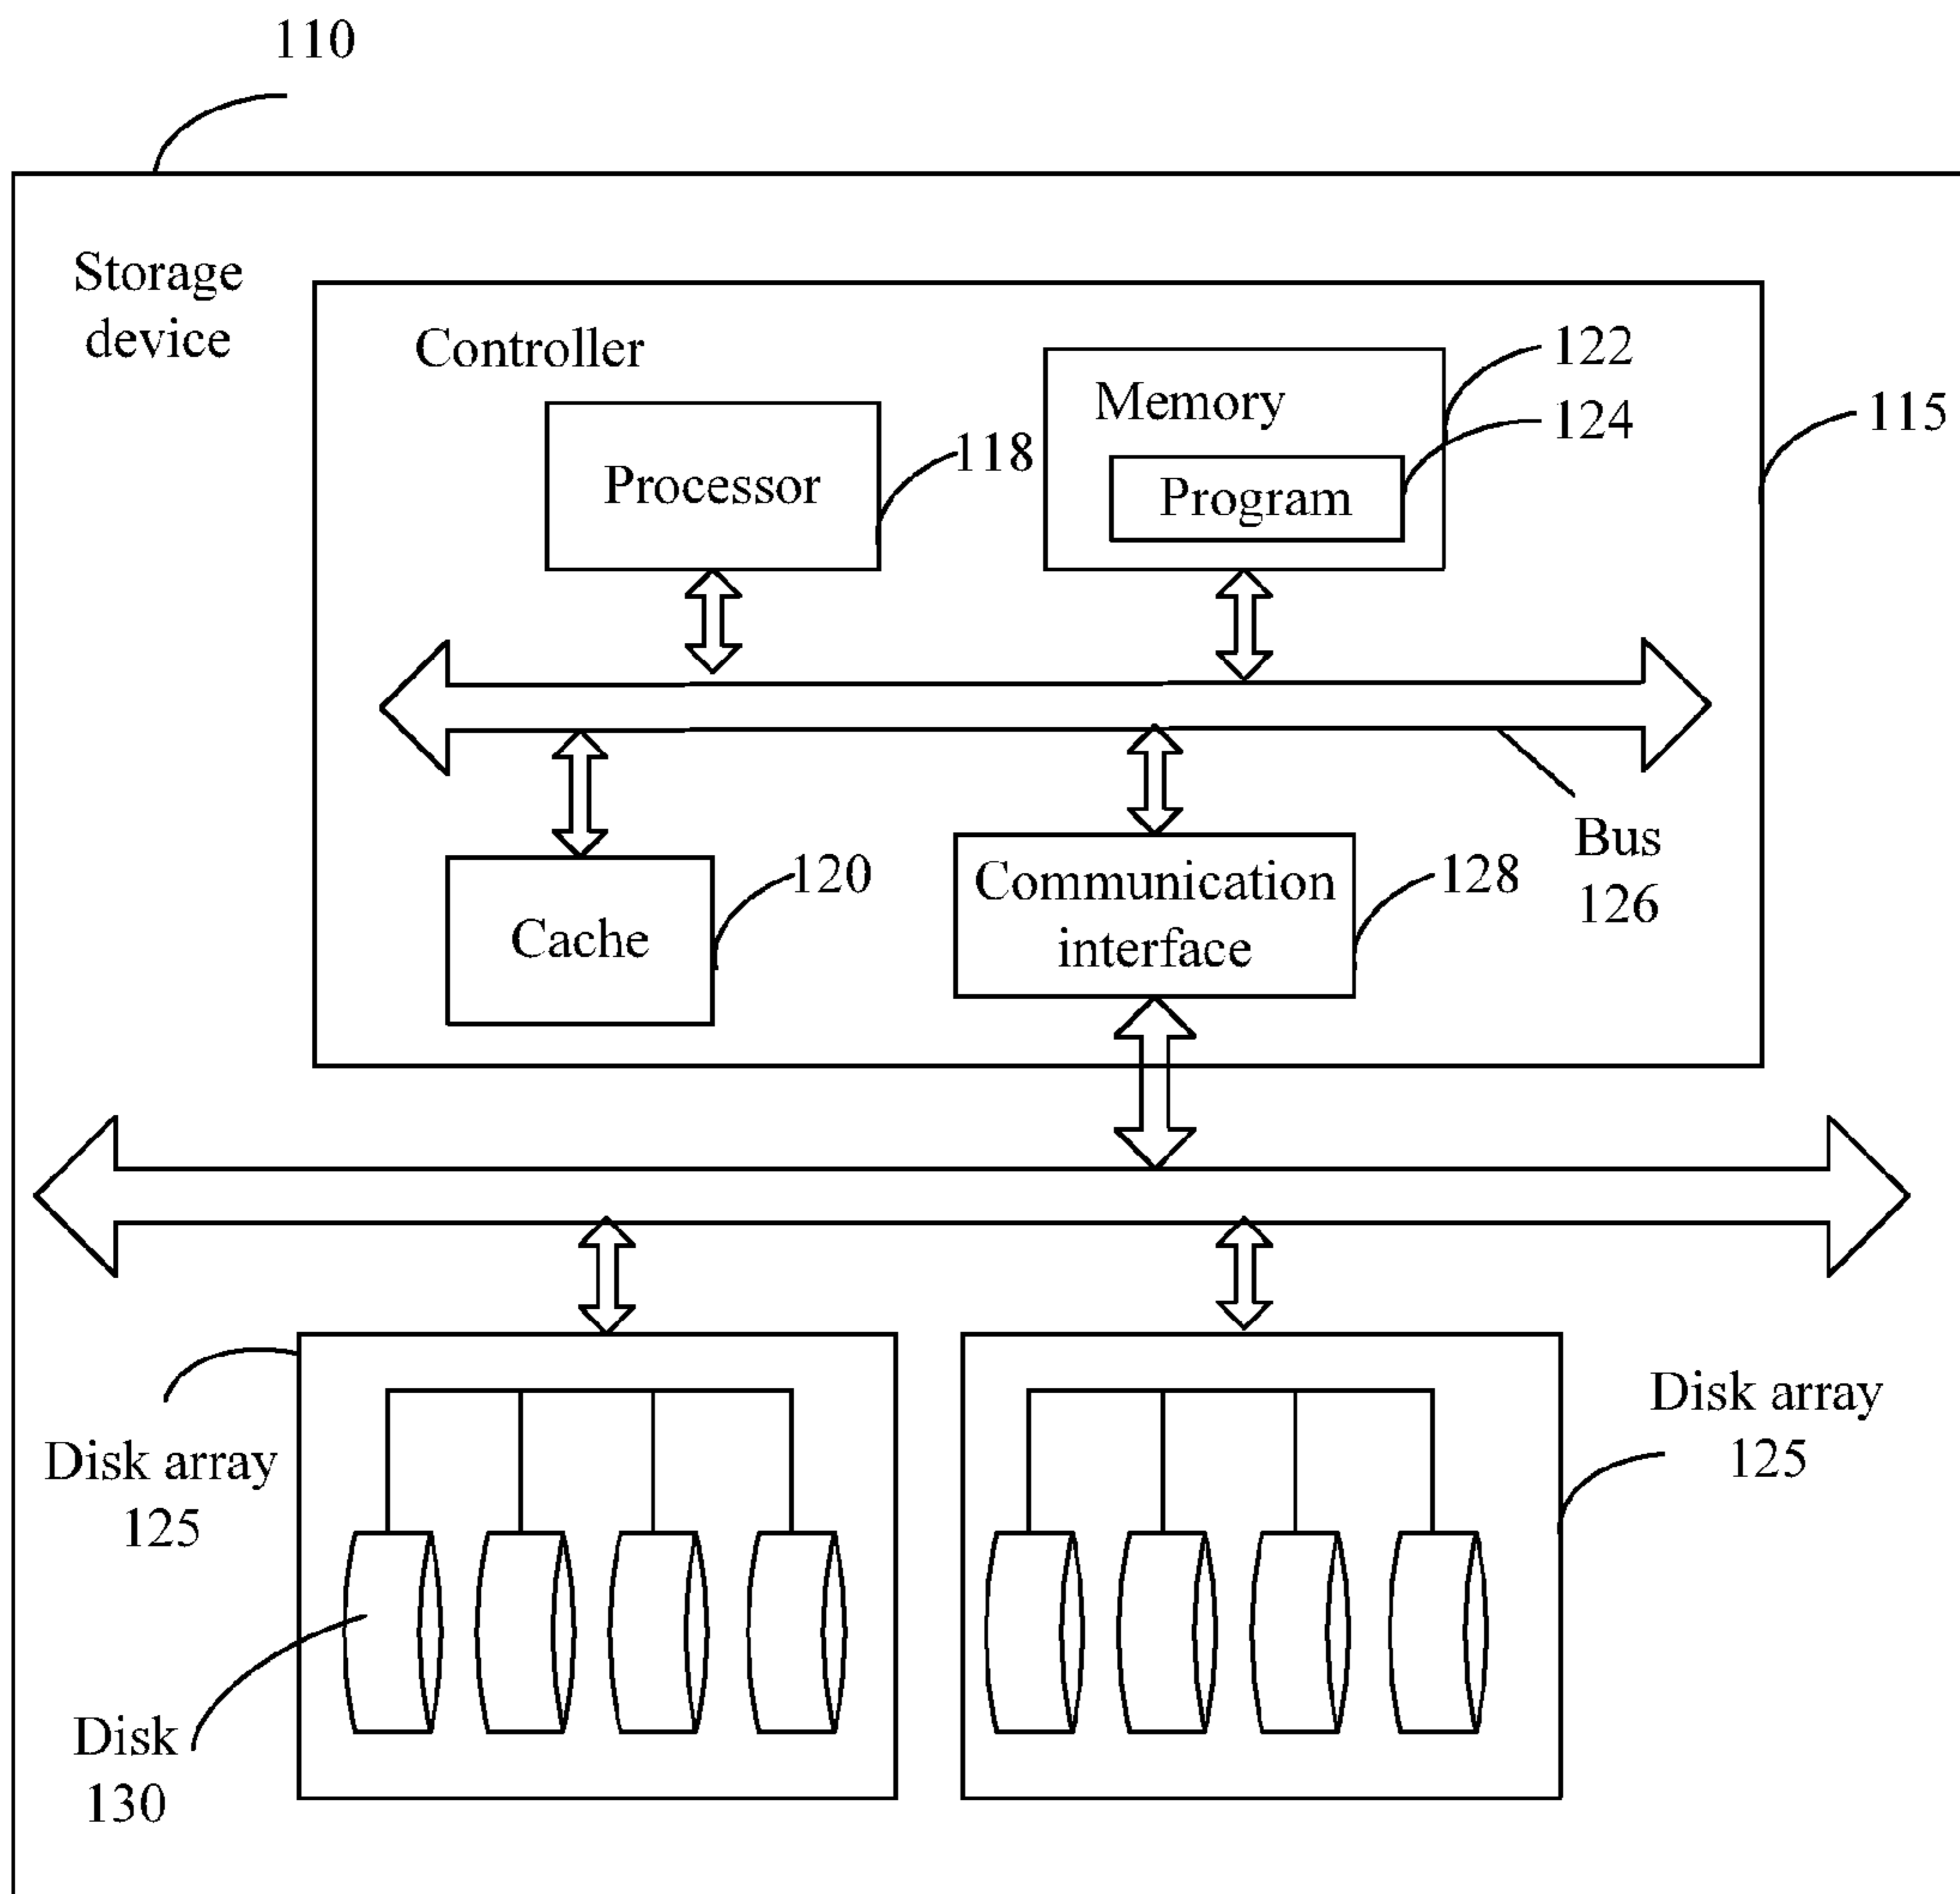 110
Storage
device
Controller
Memory
Program
122
124
115
Processor
118
Bus
126
Cache
120
Communication
interface
128
Disk array
125
Disk array
125
Disk
130